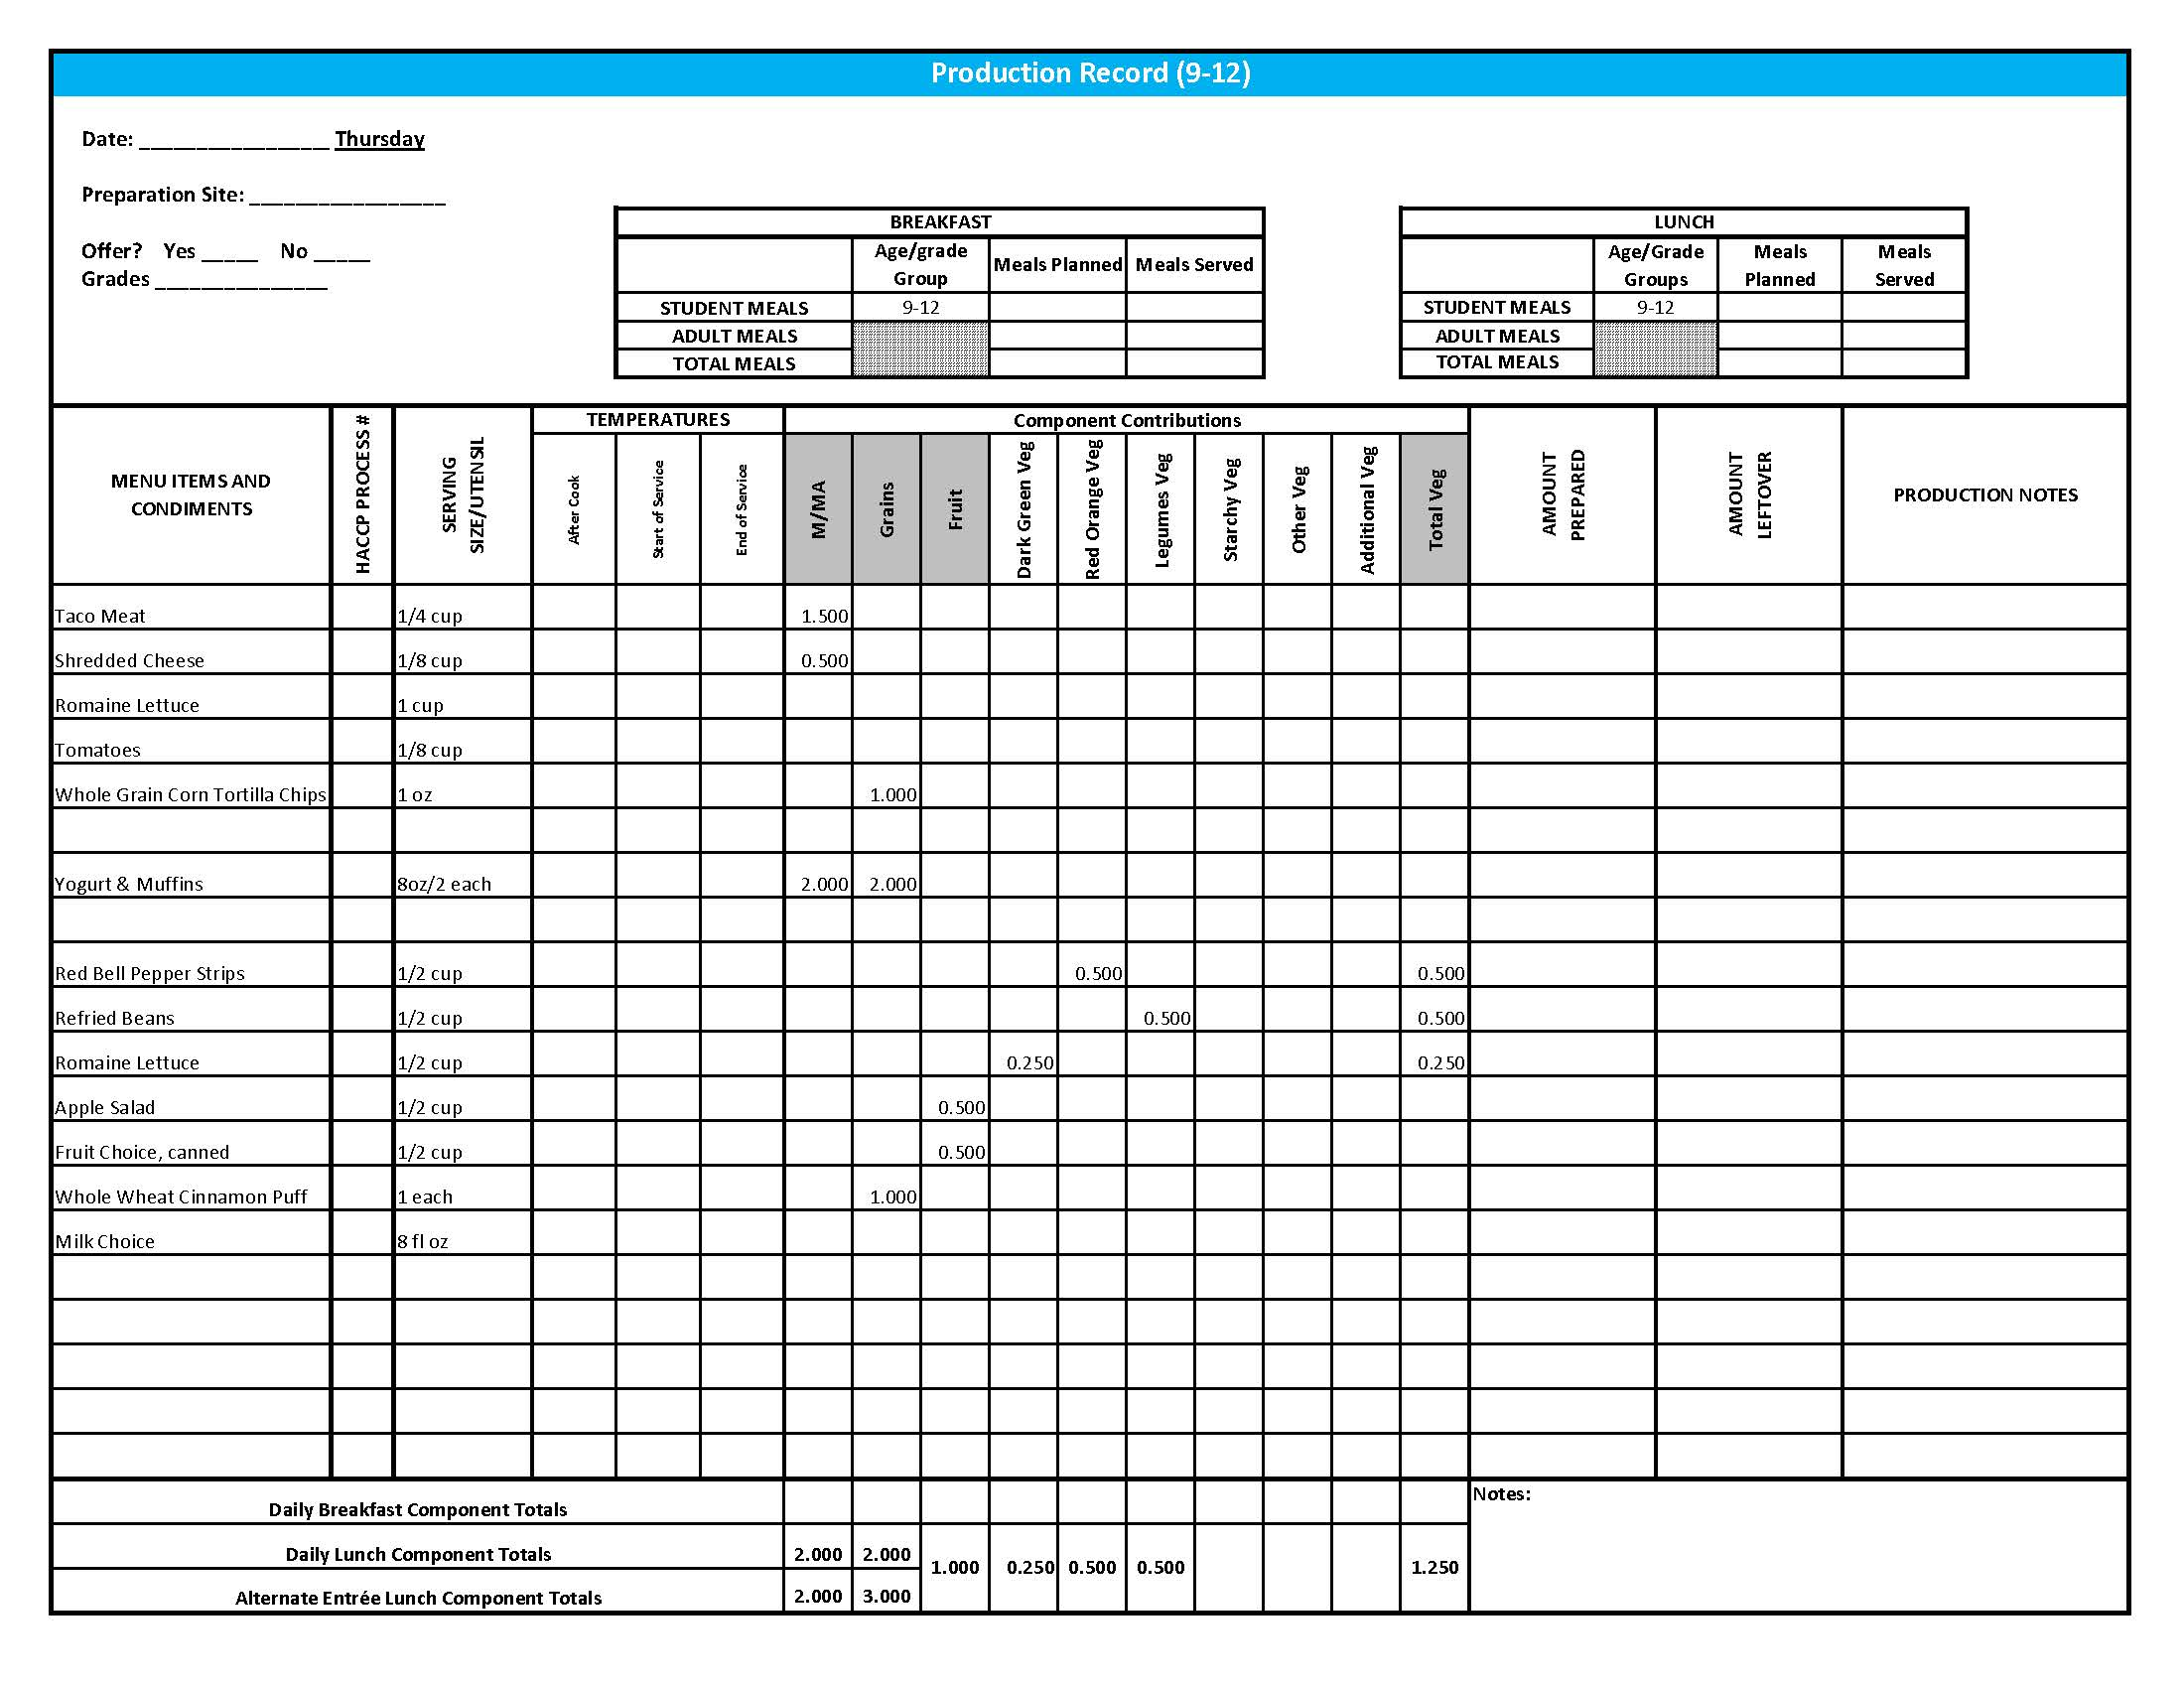 Production Record (9-12)
Date: _________________ Thursday
Preparation Site: _________________
Offer? Yes _____ No _____
Grades _______________
BREAKFAST
Age/grade Group Meals Planned Meals Served
STUDENT MEALS 9-12
ADULT MEALS
TOTAL MEALS
LUNCH
Age/Grade Groups Meals Planned Meals Served
STUDENT MEALS 9-12
ADULT MEALS
TOTAL MEALS
MENU ITEMS AND CONDIMENTS
HACCP PROCESS #
SERVING SIZE/UTENSIL
TEMPERATURES
After Cook
Start of Service
End of Service
Component Contributions
M/MA
Grains
Fruit
Dark Green Veg
Red Orange Veg
Legumes Veg
Starchy Veg
Other Veg
Additional Veg
Total Veg
AMOUNT PREPARED
AMOUNT LEFTOVER
PRODUCTION NOTES
Taco Meat 1/4 cup 1.500
Shredded Cheese 1/8 cup 0.500
Romaine Lettuce 1 cup
Tomatoes 1/8 cup
Whole Grain Corn Tortilla Chips 1 oz 1.000
Yogurt & Muffins 8oz/2 each 2.000 2.000
Red Bell Pepper Strips 1/2 cup 0.500 0.500
Refried Beans 1/2 cup 0.500 0.500
Romaine Lettuce 1/2 cup 0.250 0.250
Apple Salad 1/2 cup 0.500
Fruit Choice, canned 1/2 cup 0.500
Whole Wheat Cinnamon Puff 1 each 1.000
Milk Choice 8 fl oz
Daily Breakfast Component Totals
Daily Lunch Component Totals 2.000 2.000 1.000 0.250 0.500 0.500 1.250
Alternate Entrée Lunch Component Totals 2.000 3.000
Notes: